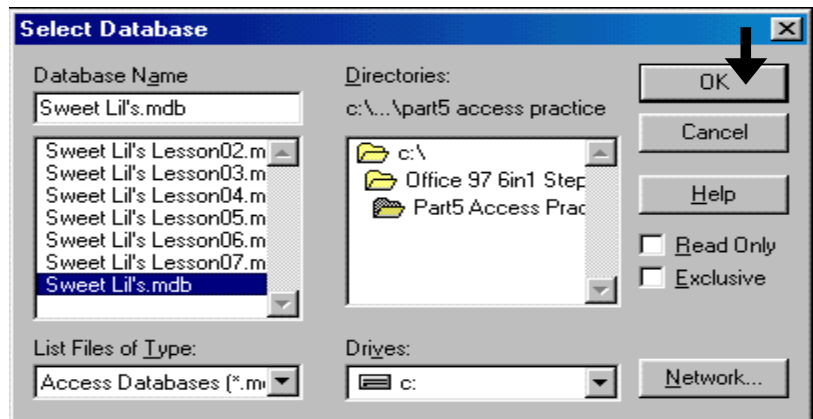 Select Database
Database Name
Sweet Lil's.mdb
Sweet Lil's Lesson02.m
Sweet Lil's Lesson03.m
Sweet Lil's Lesson04.m
Sweet Lil's Lesson05.m
Sweet Lil's Lesson06.m
Sweet Lil's Lesson07.m
Sweet Lil's.mdb
List Files of Type:
Access Databases (*.m
Directories:
c:\...\part5 access practice
c:\
Office 97 6in1 Step
Part5 Access Prac
Drives:
c:
OK
Cancel
Help
Read Only
Exclusive
Network...